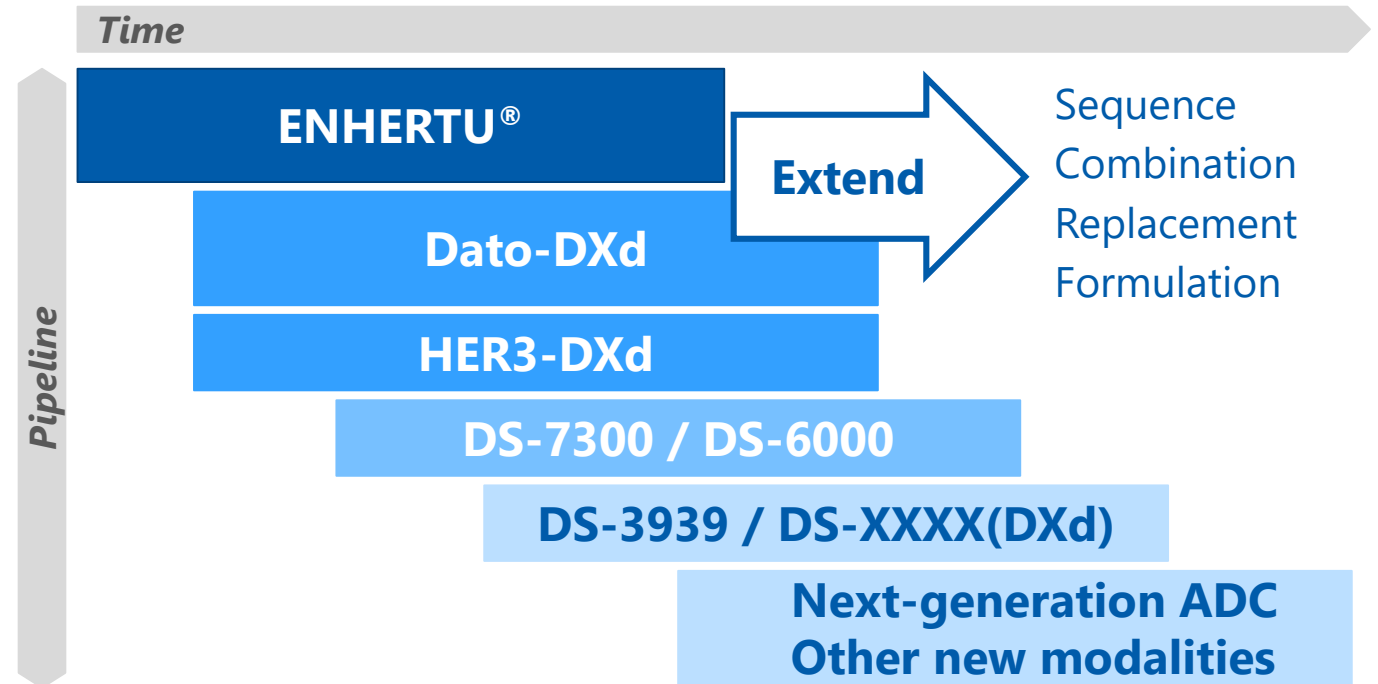 Time
Pipeline
ENHERTU®
Extend
Sequence
Combination
Replacement
Formulation
Dato-DXd
HER3-DXd
DS-7300 / DS-6000
DS-3939 / DS-XXXX(DXd)
Next-generation ADC
Other new modalities